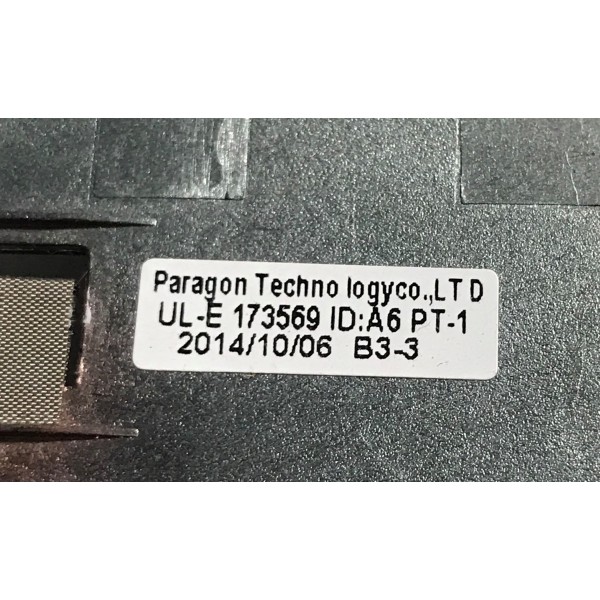 Paragon Techno logyco.,LT D
UL-E 173569 ID:A6 PT-1
2014/10/06 B3-3